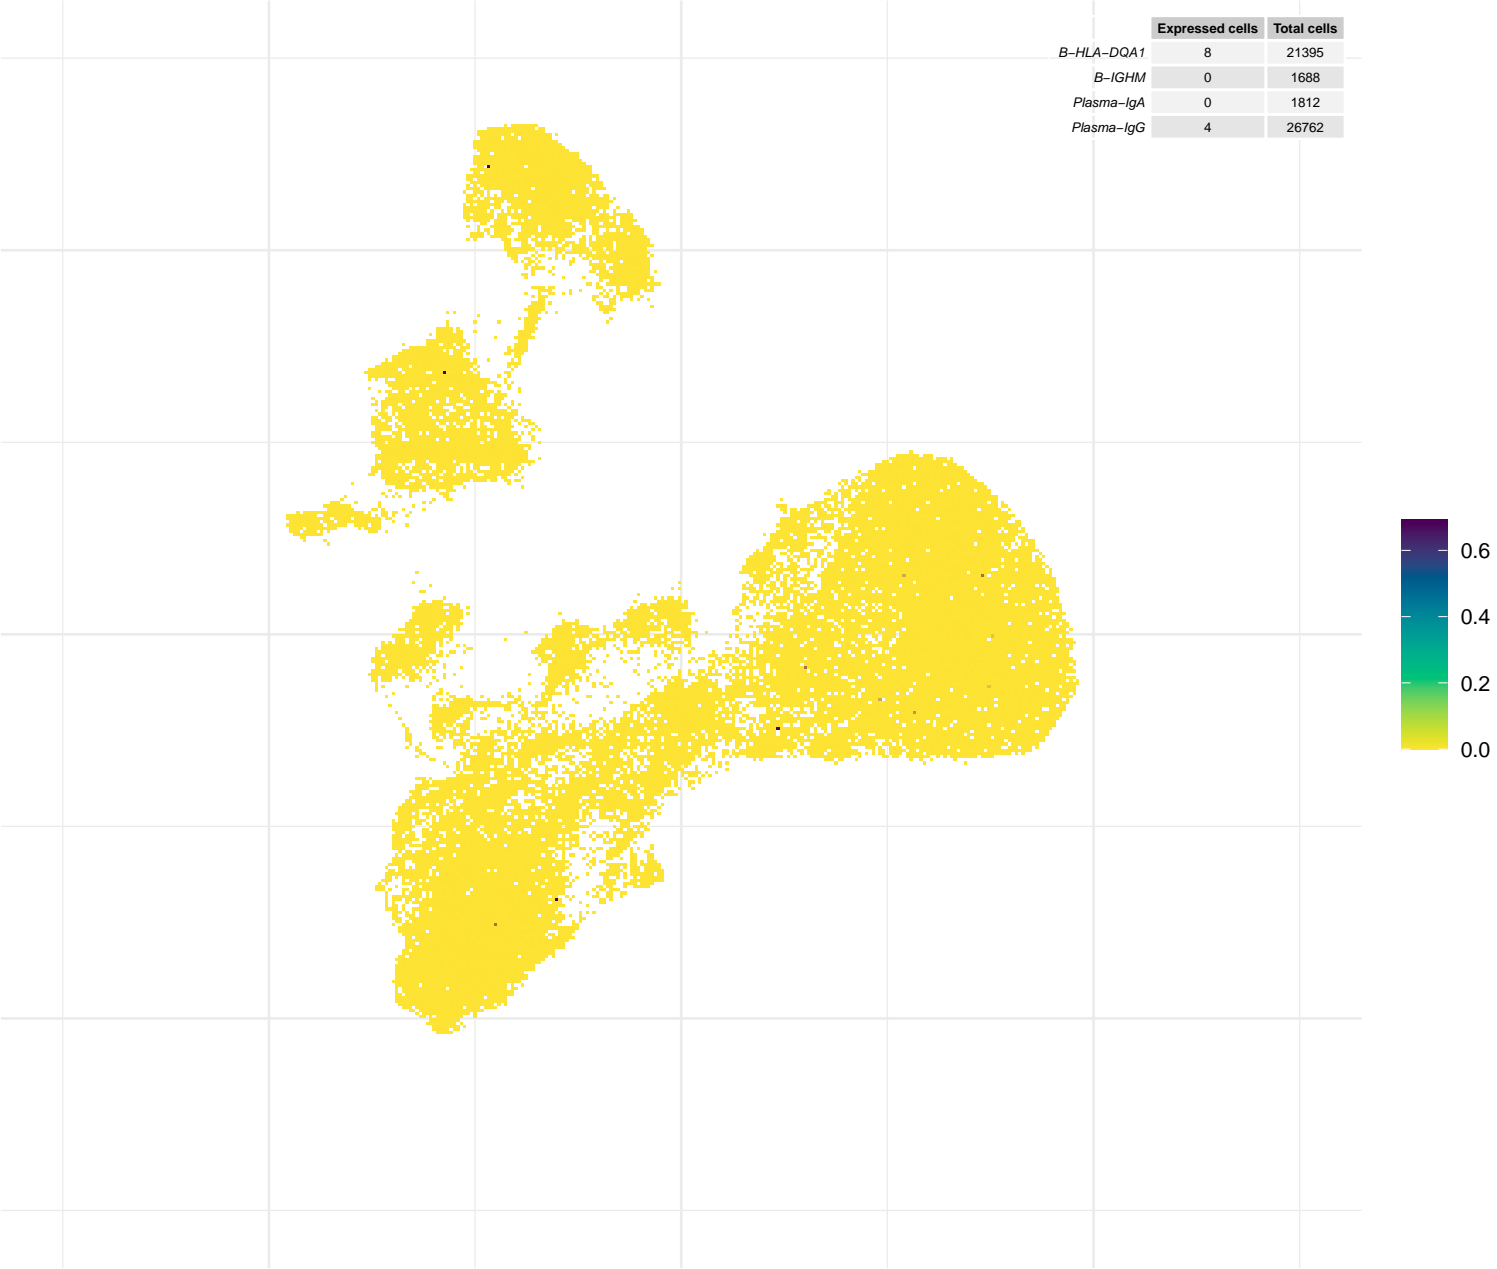 Expressed cells Total cells
B−HLA−DQA1 8 21395
B−IGHM 0 1688
Plasma−IgA 0 1812
Plasma−IgG 4 26762
0.6
0.4
0.2
0.0